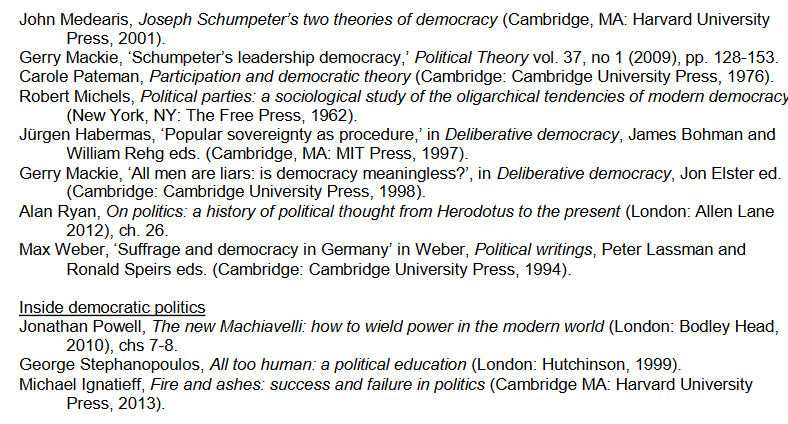 John Medearis, Joseph Schumpeter’s two theories of democracy (Cambridge, MA: Harvard University
Press, 2001).
Gerry Mackie, ‘Schumpeter’s leadership democracy,’ Political Theory vol. 37, no 1 (2009), pp. 128-153.
Carole Pateman, Participation and democratic theory (Cambridge: Cambridge University Press, 1976).
Robert Michels, Political parties: a sociological study of the oligarchical tendencies of modern democracy
(New York, NY: The Free Press, 1962).
Jürgen Habermas, ‘Popular sovereignty as procedure,’ in Deliberative democracy, James Bohman and
William Rehg eds. (Cambridge, MA: MIT Press, 1997).
Gerry Mackie, ‘All men are liars: is democracy meaningless?’, in Deliberative democracy, Jon Elster ed.
(Cambridge: Cambridge University Press, 1998).
Alan Ryan, On politics: a history of political thought from Herodotus to the present (London: Allen Lane
2012), ch. 26.
Max Weber, ‘Suffrage and democracy in Germany’ in Weber, Political writings, Peter Lassman and
Ronald Speirs eds. (Cambridge: Cambridge University Press, 1994).
Inside democratic politics
Jonathan Powell, The new Machiavelli: how to wield power in the modern world (London: Bodley Head,
2010), chs 7-8.
George Stephanopoulos, All too human: a political education (London: Hutchinson, 1999).
Michael Ignatieff, Fire and ashes: success and failure in politics (Cambridge MA: Harvard University
Press, 2013).